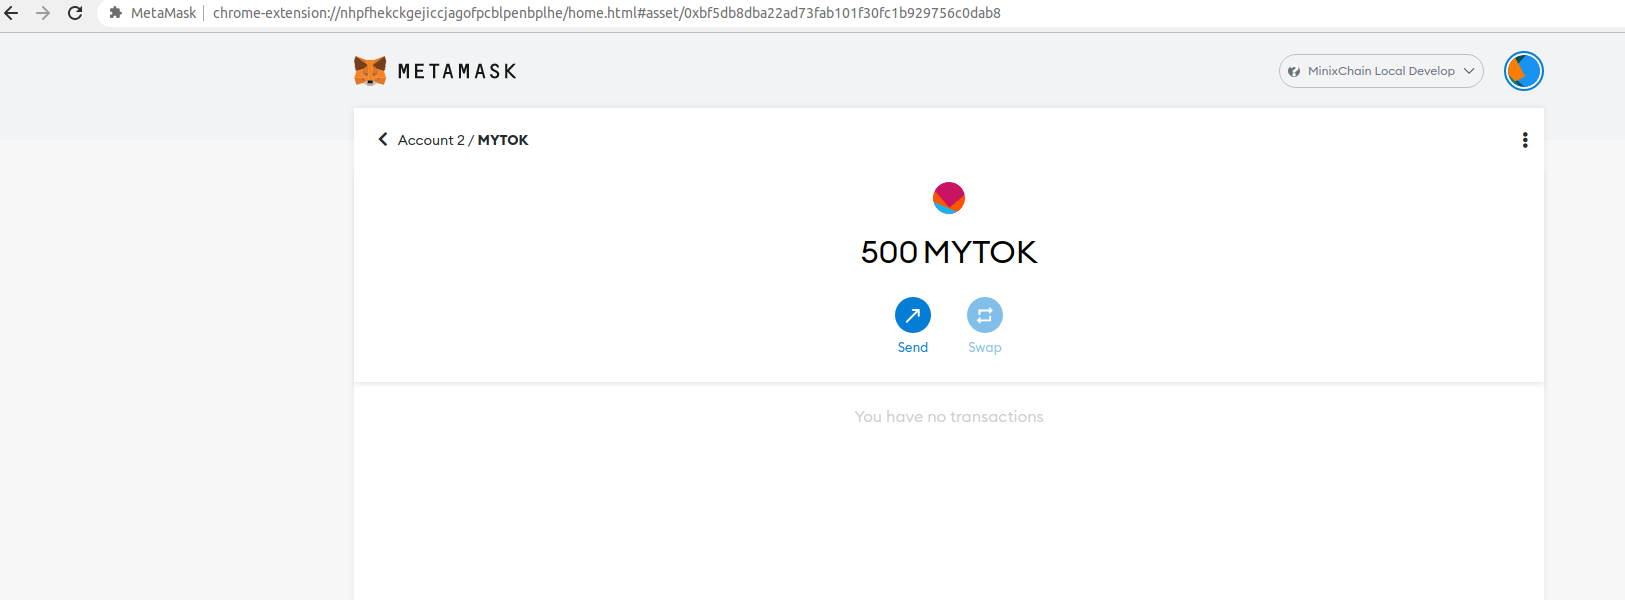 MetaMask | chrome-extension://nhpfhekckgejiccjagofpcblpenbplhe/home.html#asset/0xbf5db8dba22ad73fab101f30fc1b929756c0dab8
METAMASK
MinixChain Local Develop
Account 2 / MYTOK
500 MYTOK
Send
Swap
You have no transactions